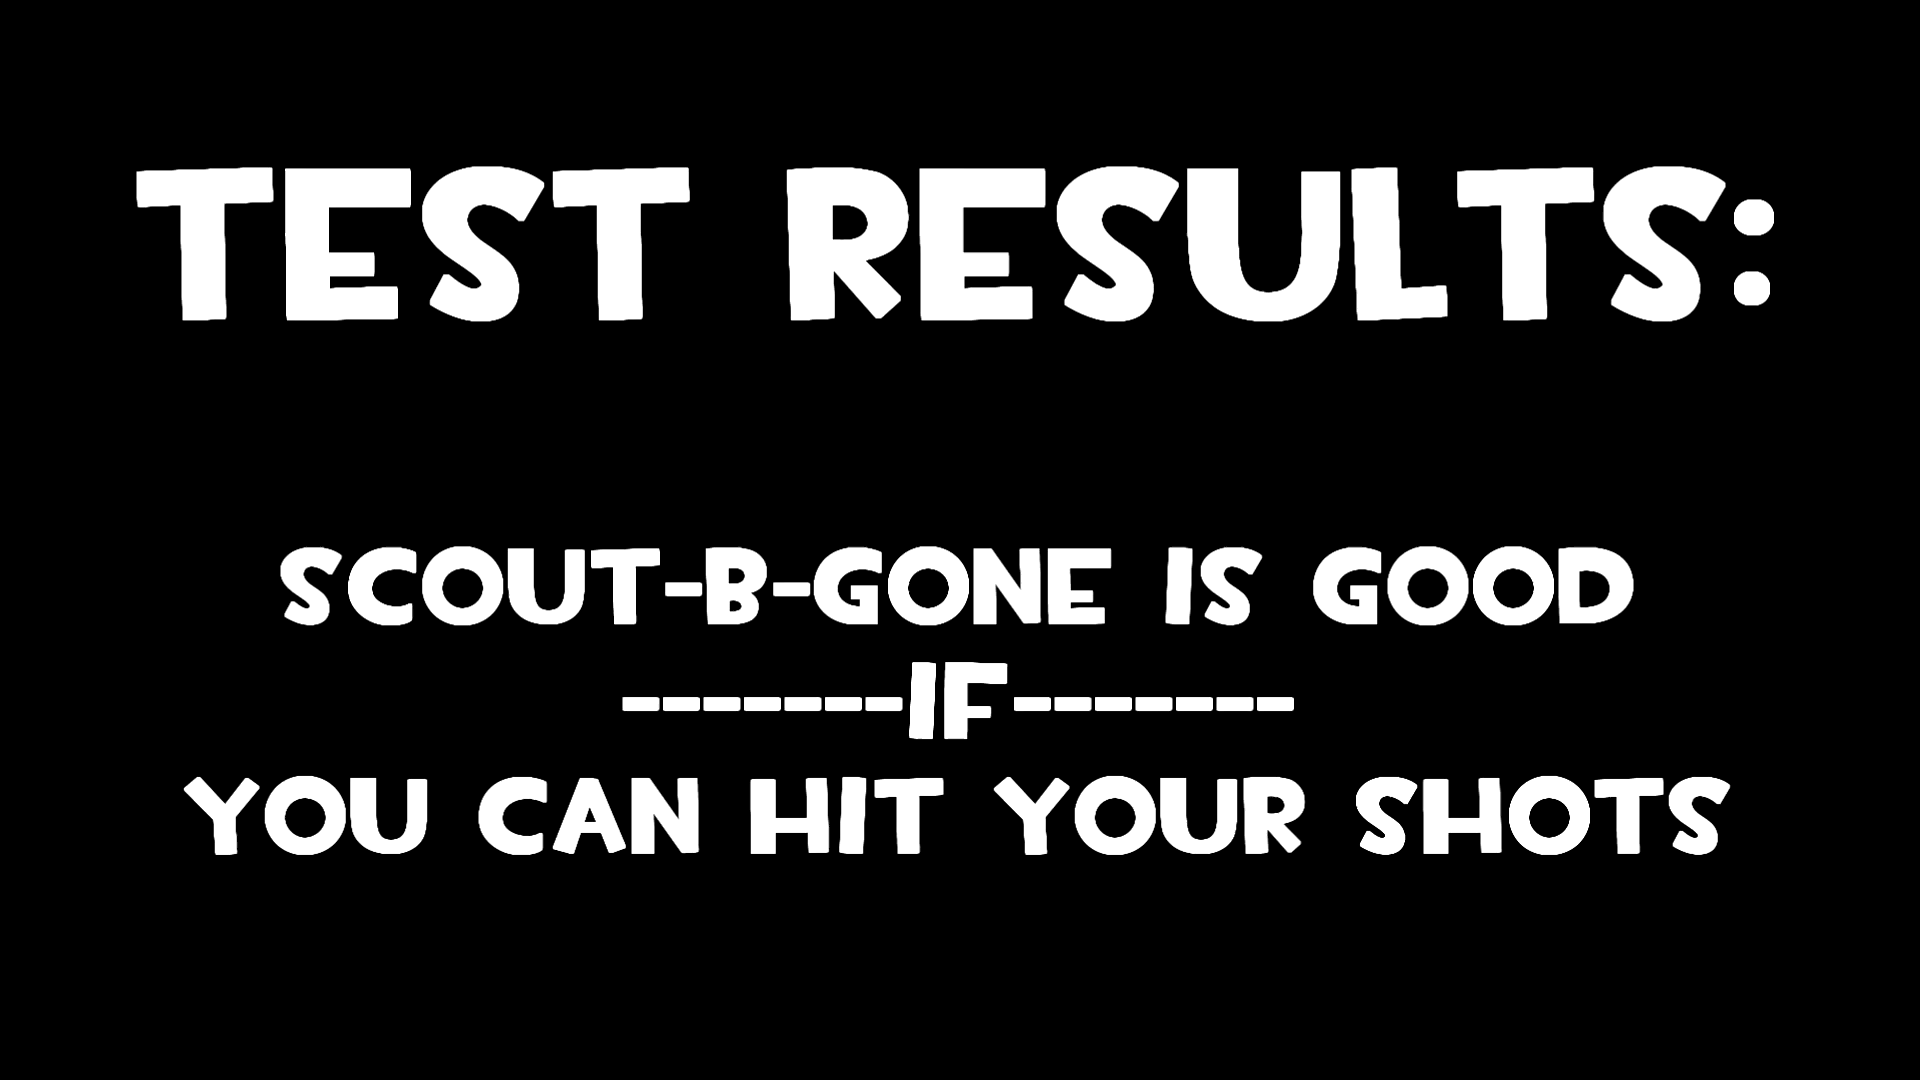 TEST RESULTS:
SCOUT-B-GONE IS GOOD
-------IF-------
YOU CAN HIT YOUR SHOTS